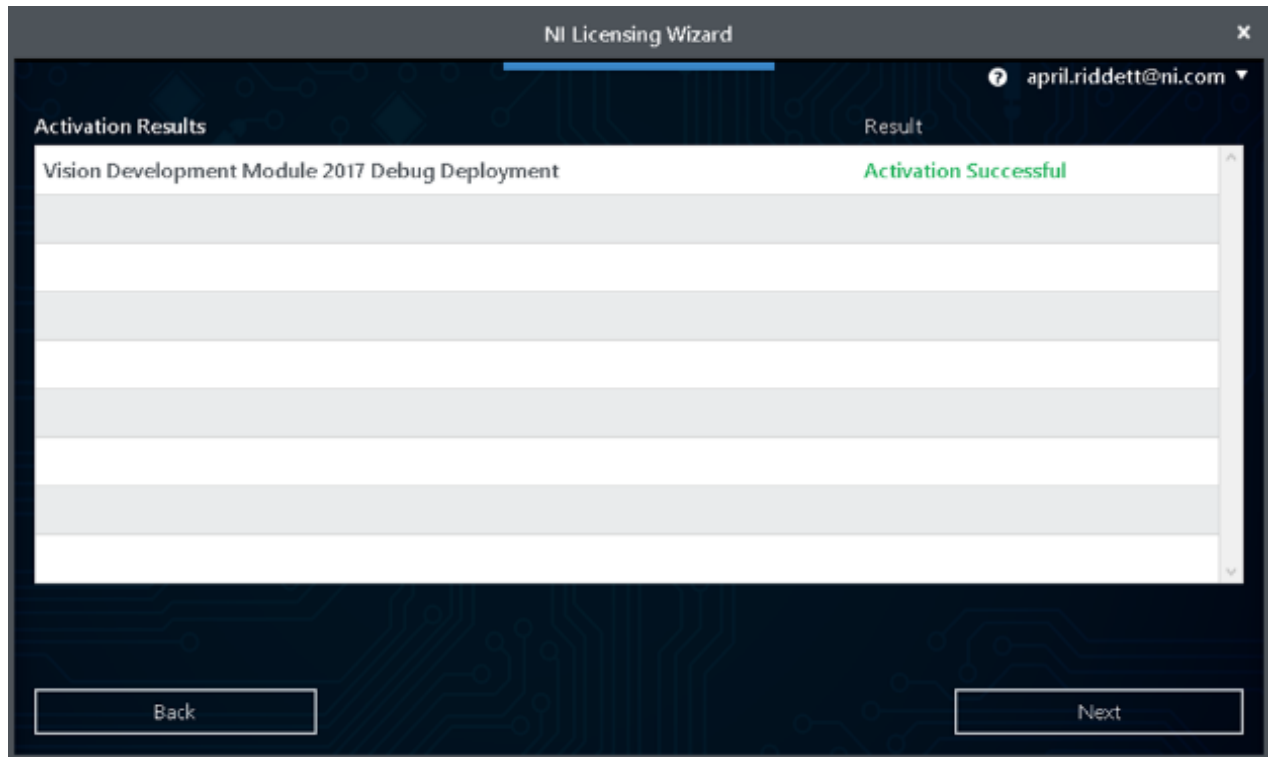 NI Licensing Wizard
april.riddett@ni.com
Activation Results Result
Vision Development Module 2017 Debug Deployment Activation Successful
Back Next